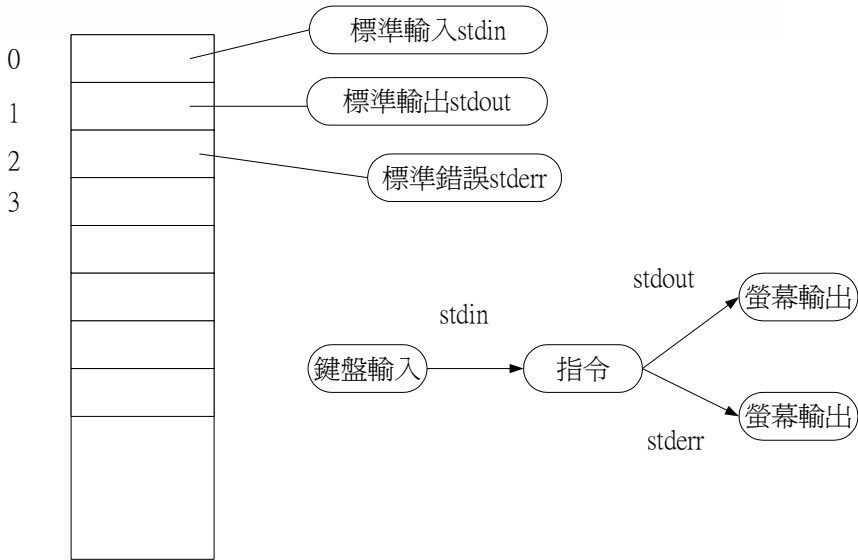 0
標準輸入stdin
1
標準輸出stdout
2
標準錯誤stderr
3
stdin
stdout
鍵盤輸入
指令
螢幕輸出
螢幕輸出
stderr